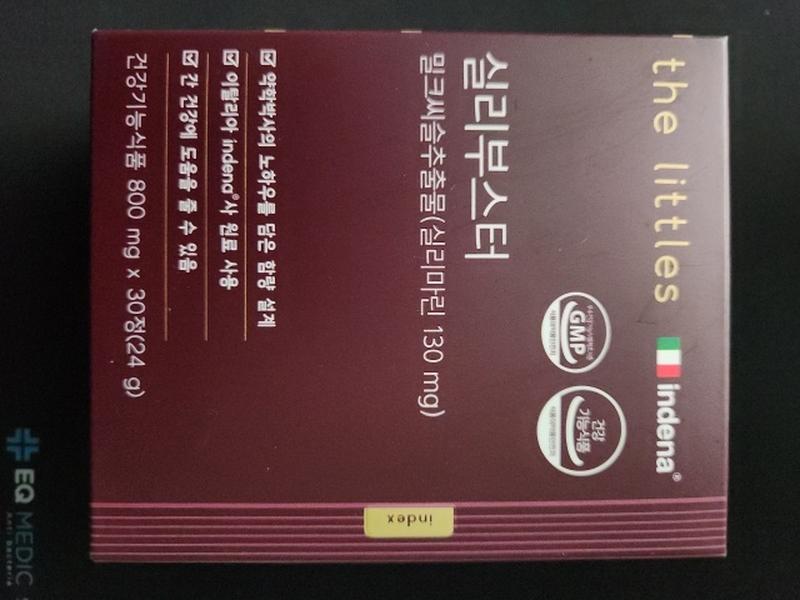 the littles
indena®
GMP
건강
기능식품
실리부스터
밀크씨슬추출물(실리마린 130 mg)
약학박사의 노하우를 담은 함량 설계
이탈리아 indena®사 원료 사용
간 건강에 도움을 줄 수 있음
건강기능식품 800 mg x 30정(24 g)
index
EQ MEDIC
Anti bacteria